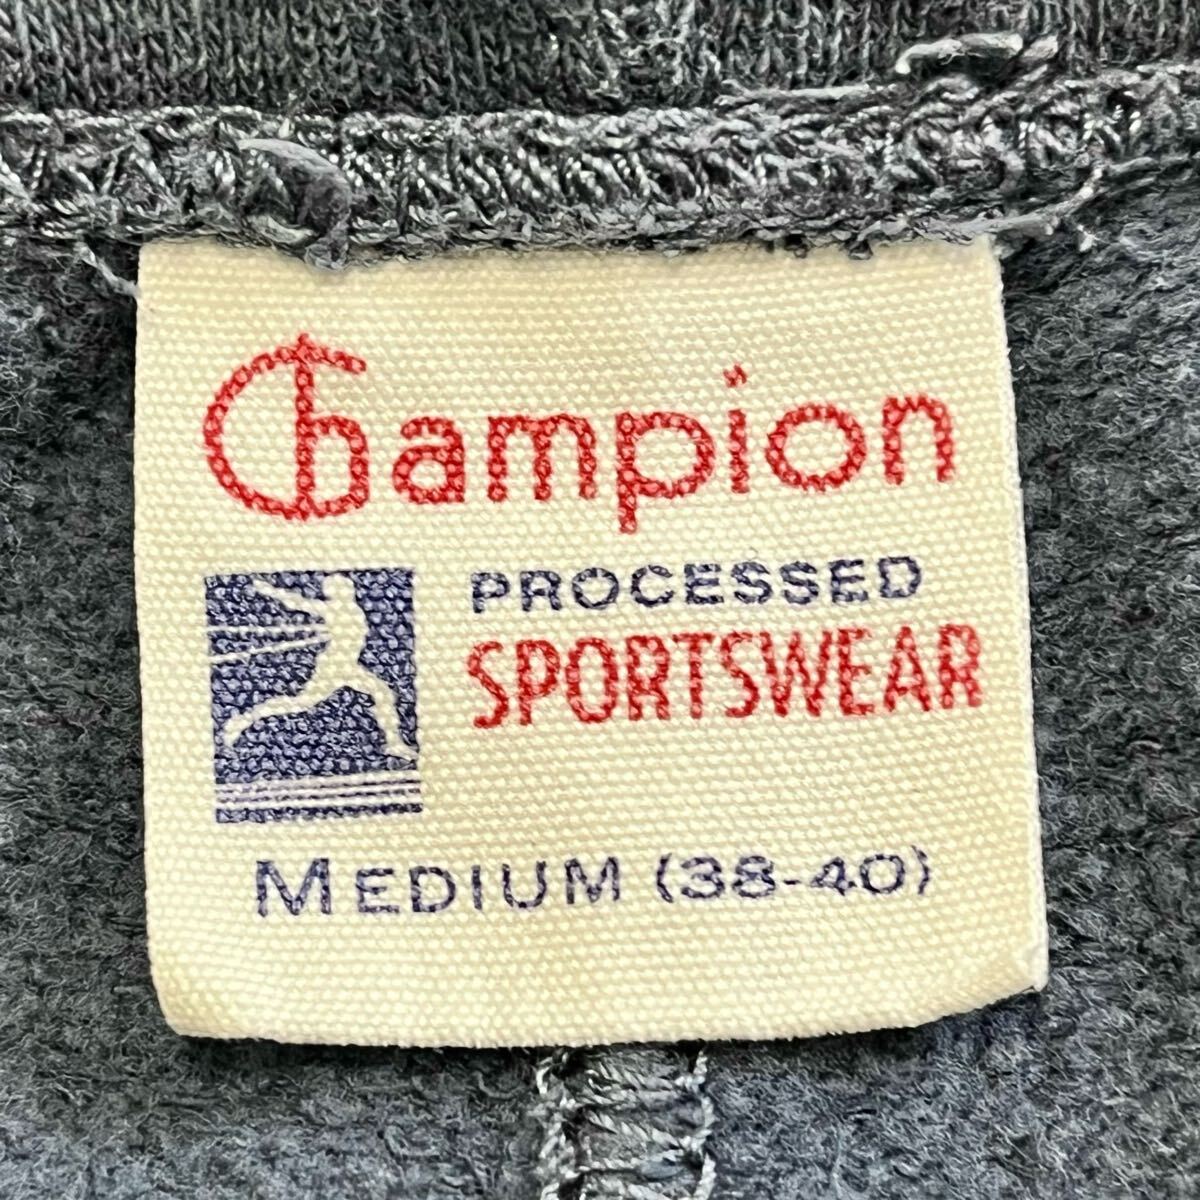 Champion
PROCESSED
SPORTSWEAR
MEDIUM (38-40)